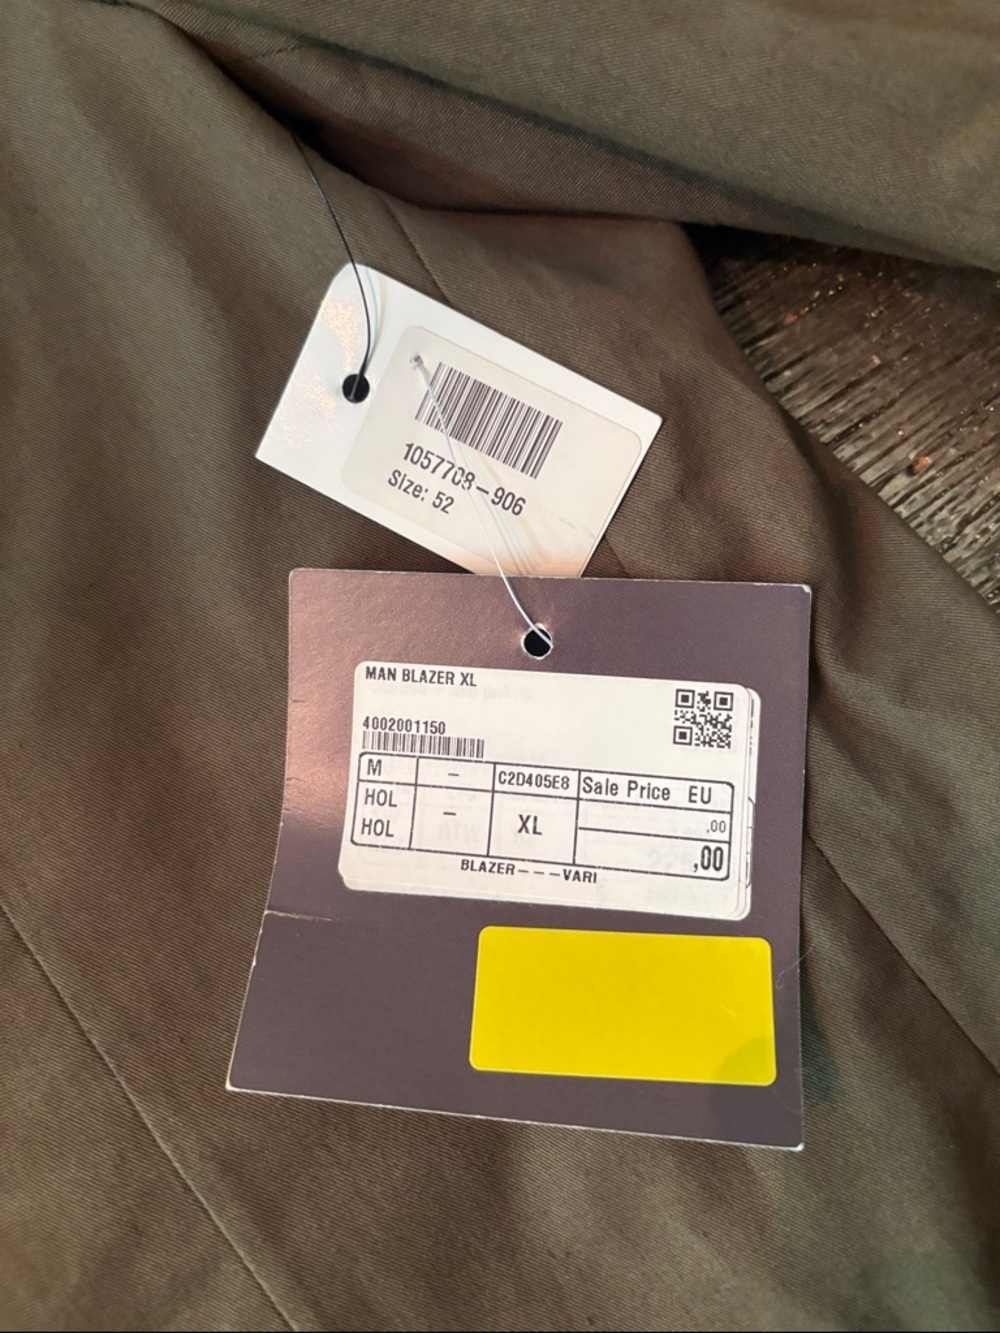 1057708-906
Size: 52
MAN BLAZER XL
4002001150
M - C2D405E8 Sale Price EU
HOL - XL ,00
HOL ,00
BLAZER---VARI